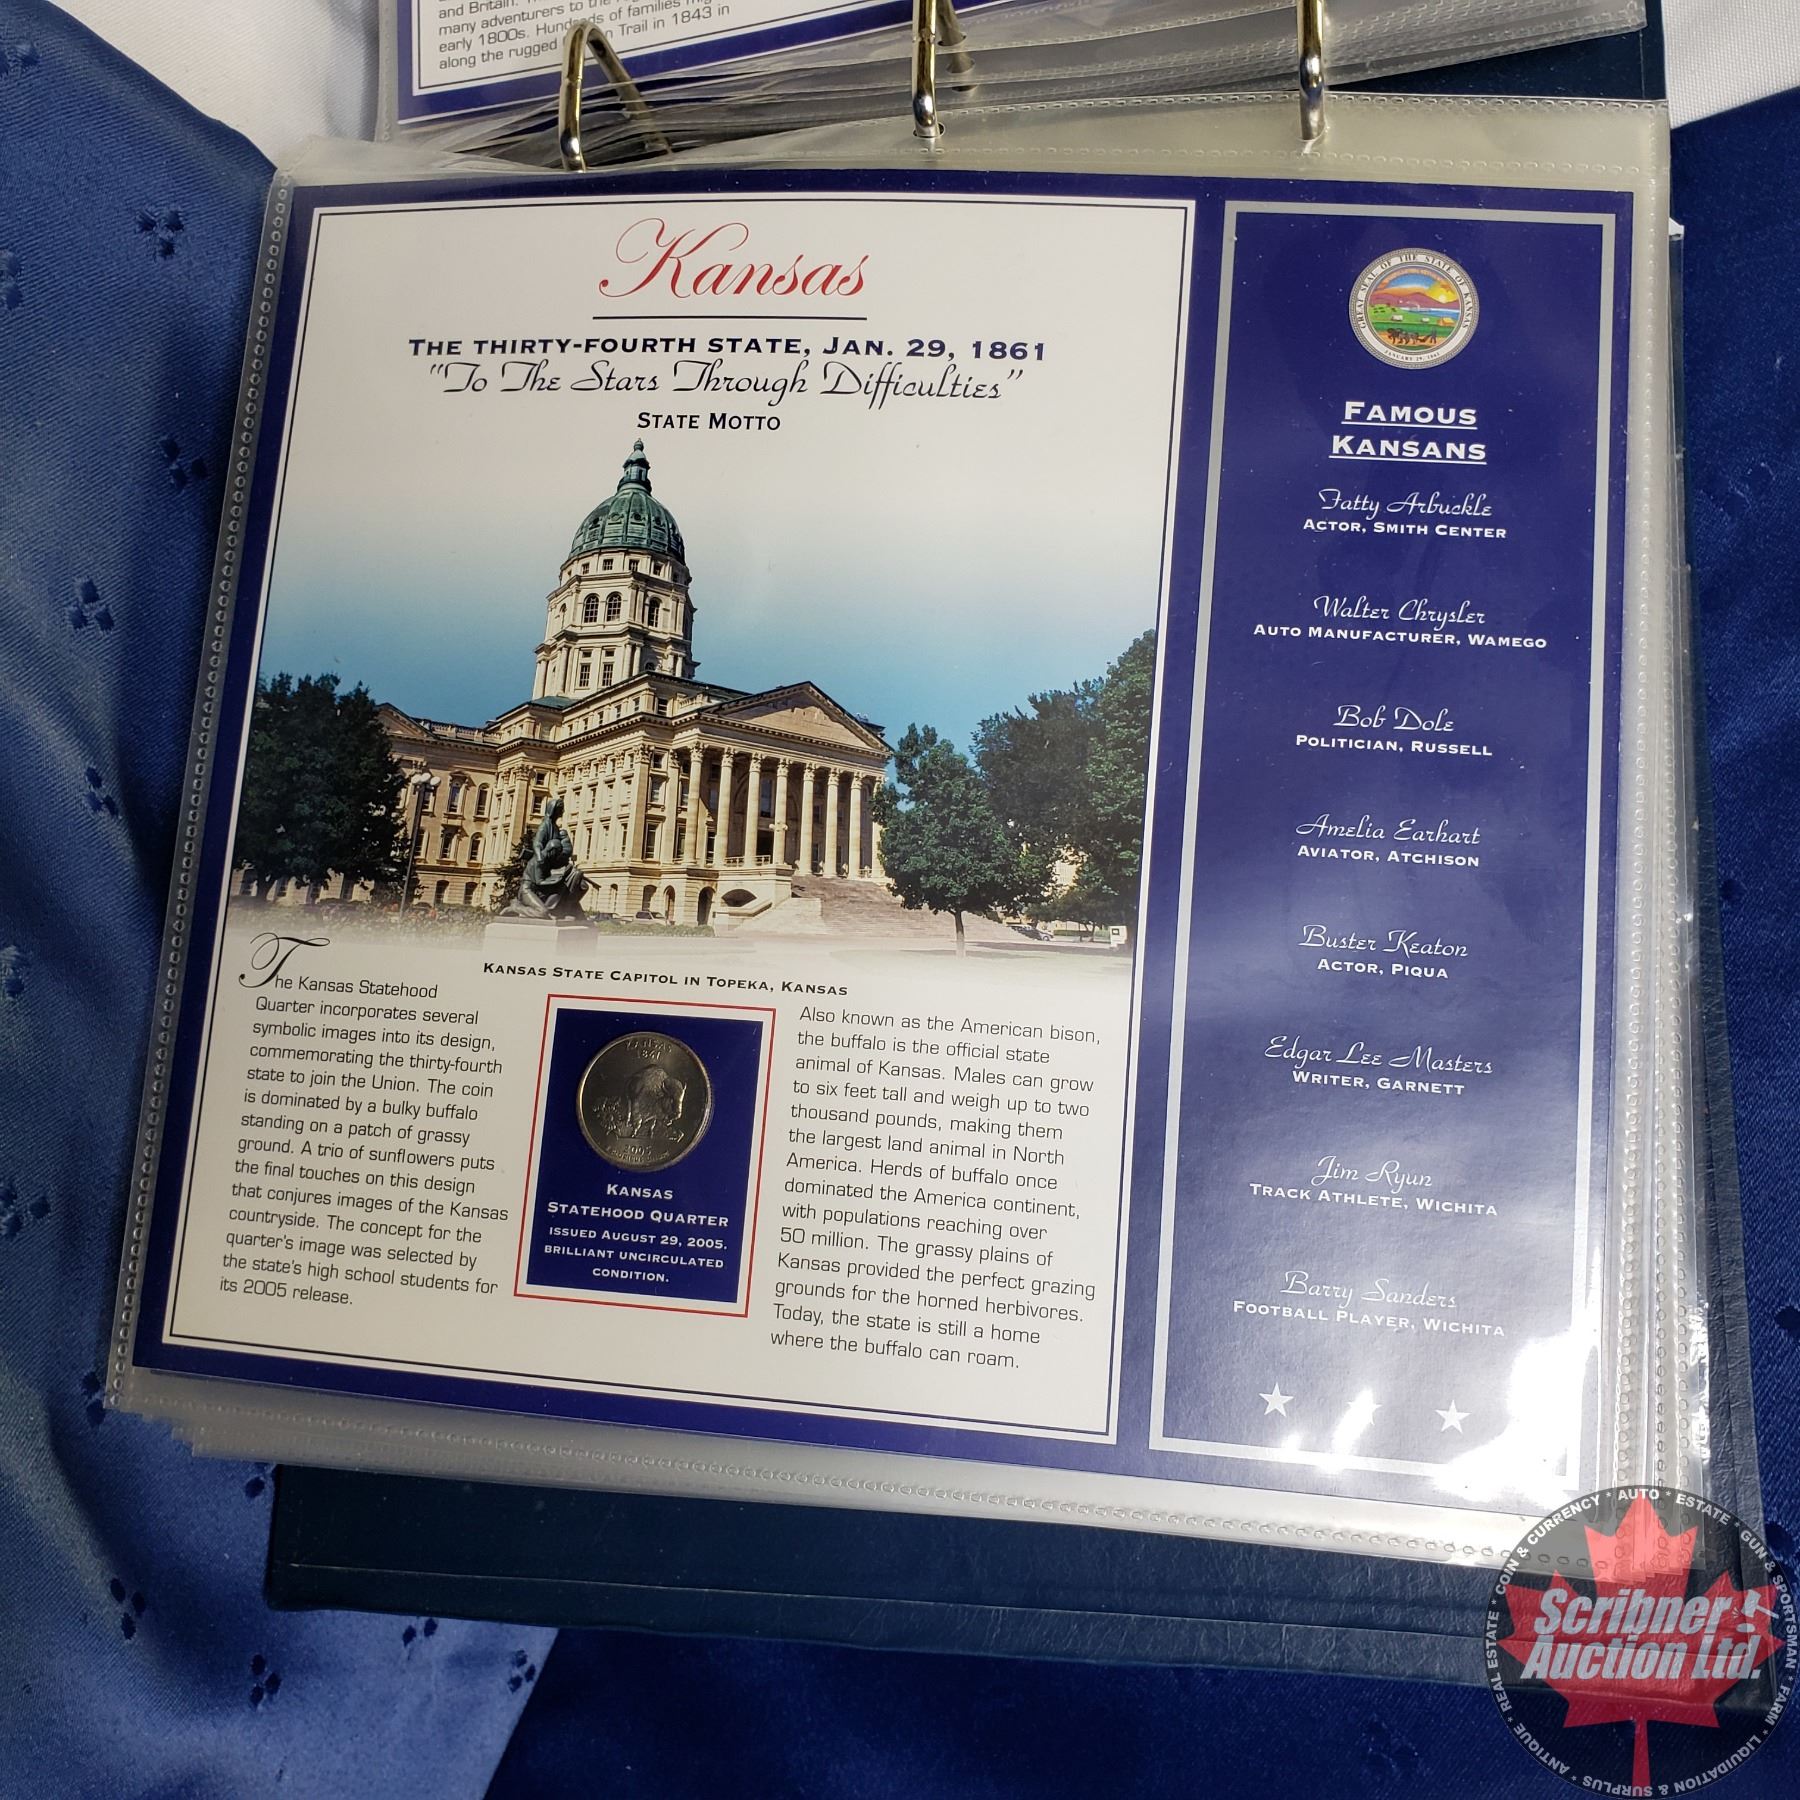 and Britain.
many adventurers to the
early 1800s. Hundreds of families
along the rugged Trail in 1843 in
Kansas
THE THIRTY-FOURTH STATE, JAN. 29, 1861
"To The Stars Through Difficulties"
STATE MOTTO
KANSAS STATE CAPITOL IN TOPEKA, KANSAS
The Kansas Statehood
Quarter incorporates several
symbolic images into its design,
commemorating the thirty-fourth
state to join the Union. The coin
is dominated by a bulky buffalo
standing on a patch of grassy
ground. A trio of sunflowers puts
the final touches on this design
that conjures images of the Kansas
countryside. The concept for the
quarter's image was selected by
the state's high school students for
its 2005 release.
KANSAS
1861
2005
KANSAS
STATEHOOD QUARTER
ISSUED AUGUST 29, 2005.
BRILLIANT UNCIRCULATED
CONDITION.
Also known as the American bison,
the buffalo is the official state
animal of Kansas. Males can grow
to six feet tall and weigh up to two
thousand pounds, making them
the largest land animal in North
America. Herds of buffalo once
dominated the America continent,
with populations reaching over
50 million. The grassy plains of
Kansas provided the perfect grazing
grounds for the horned herbivores.
Today, the state is still a home
where the buffalo can roam.
GREAT SEAL OF THE STATE OF KANSAS
JANUARY 29, 1861
FAMOUS
KANSANS
Fatty Arbuckle
ACTOR, SMITH CENTER
Walter Chrysler
AUTO MANUFACTURER, WAMEGO
Bob Dole
POLITICIAN, RUSSELL
Amelia Earhart
AVIATOR, ATCHISON
Buster Keaton
ACTOR, PIQUA
Edgar Lee Masters
WRITER, GARNETT
Jim Ryun
TRACK ATHLETE, WICHITA
Barry Sanders
FOOTBALL PLAYER, WICHITA
COIN & CURRENCY * AUTO * ESTATE * GUN & SPORTSMAN * FARM * LIQUIDATION & SURPLUS * ANTIQUE * REAL ESTATE *
Scribner
Auction Ltd.